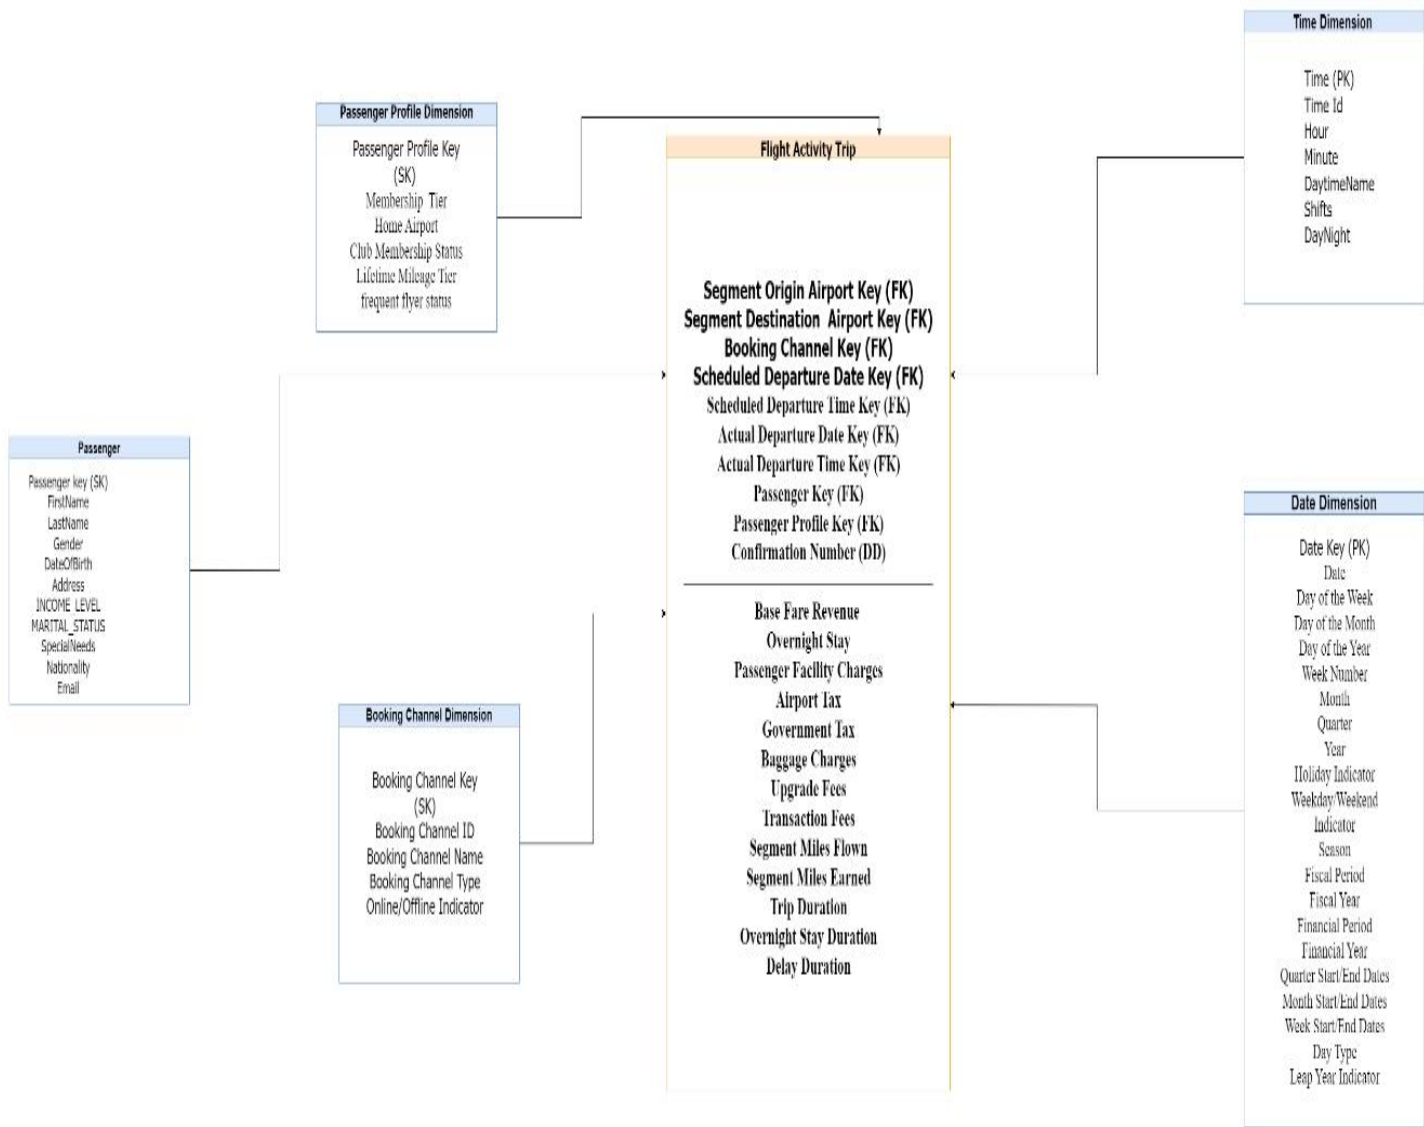 Time Dimension
Time (PK)
Time Id
Hour
Minute
DaytimeName
Shifts
DayNight
Passenger Profile Dimension
Passenger Profile Key
(SK)
Membership Tier
Home Airport
Club Membership Status
Lifetime Mileage Tier
frequent flyer status
Flight Activity Trip
Segment Origin Airport Key (FK)
Segment Destination Airport Key (FK)
Booking Channel Key (FK)
Scheduled Departure Date Key (FK)
Scheduled Departure Time Key (FK)
Actual Departure Date Key (FK)
Actual Departure Time Key (FK)
Passenger Key (FK)
Passenger Profile Key (FK)
Confirmation Number (DD)
Base Fare Revenue
Overnight Stay
Passenger Facility Charges
Airport Tax
Government Tax
Baggage Charges
Upgrade Fees
Transaction Fees
Segment Miles Flown
Segment Miles Earned
Trip Duration
Overnight Stay Duration
Delay Duration
Passenger
Passenger key (SK)
FirstName
LastName
Gender
DateOfBirth
Address
INCOME_LEVEL
MARITAL_STATUS
SpecialNeeds
Nationality
Email
Booking Channel Dimension
Booking Channel Key
(SK)
Booking Channel ID
Booking Channel Name
Booking Channel Type
Online/Offline Indicator
Date Dimension
Date Key (PK)
Date
Day of the Week
Day of the Month
Day of the Year
Week Number
Month
Quarter
Year
Holiday Indicator
Weekday/Weekend
Indicator
Season
Fiscal Period
Fiscal Year
Financial Period
Financial Year
Quarter Start/End Dates
Month Start/End Dates
Week Start/End Dates
Day Type
Leap Year Indicator